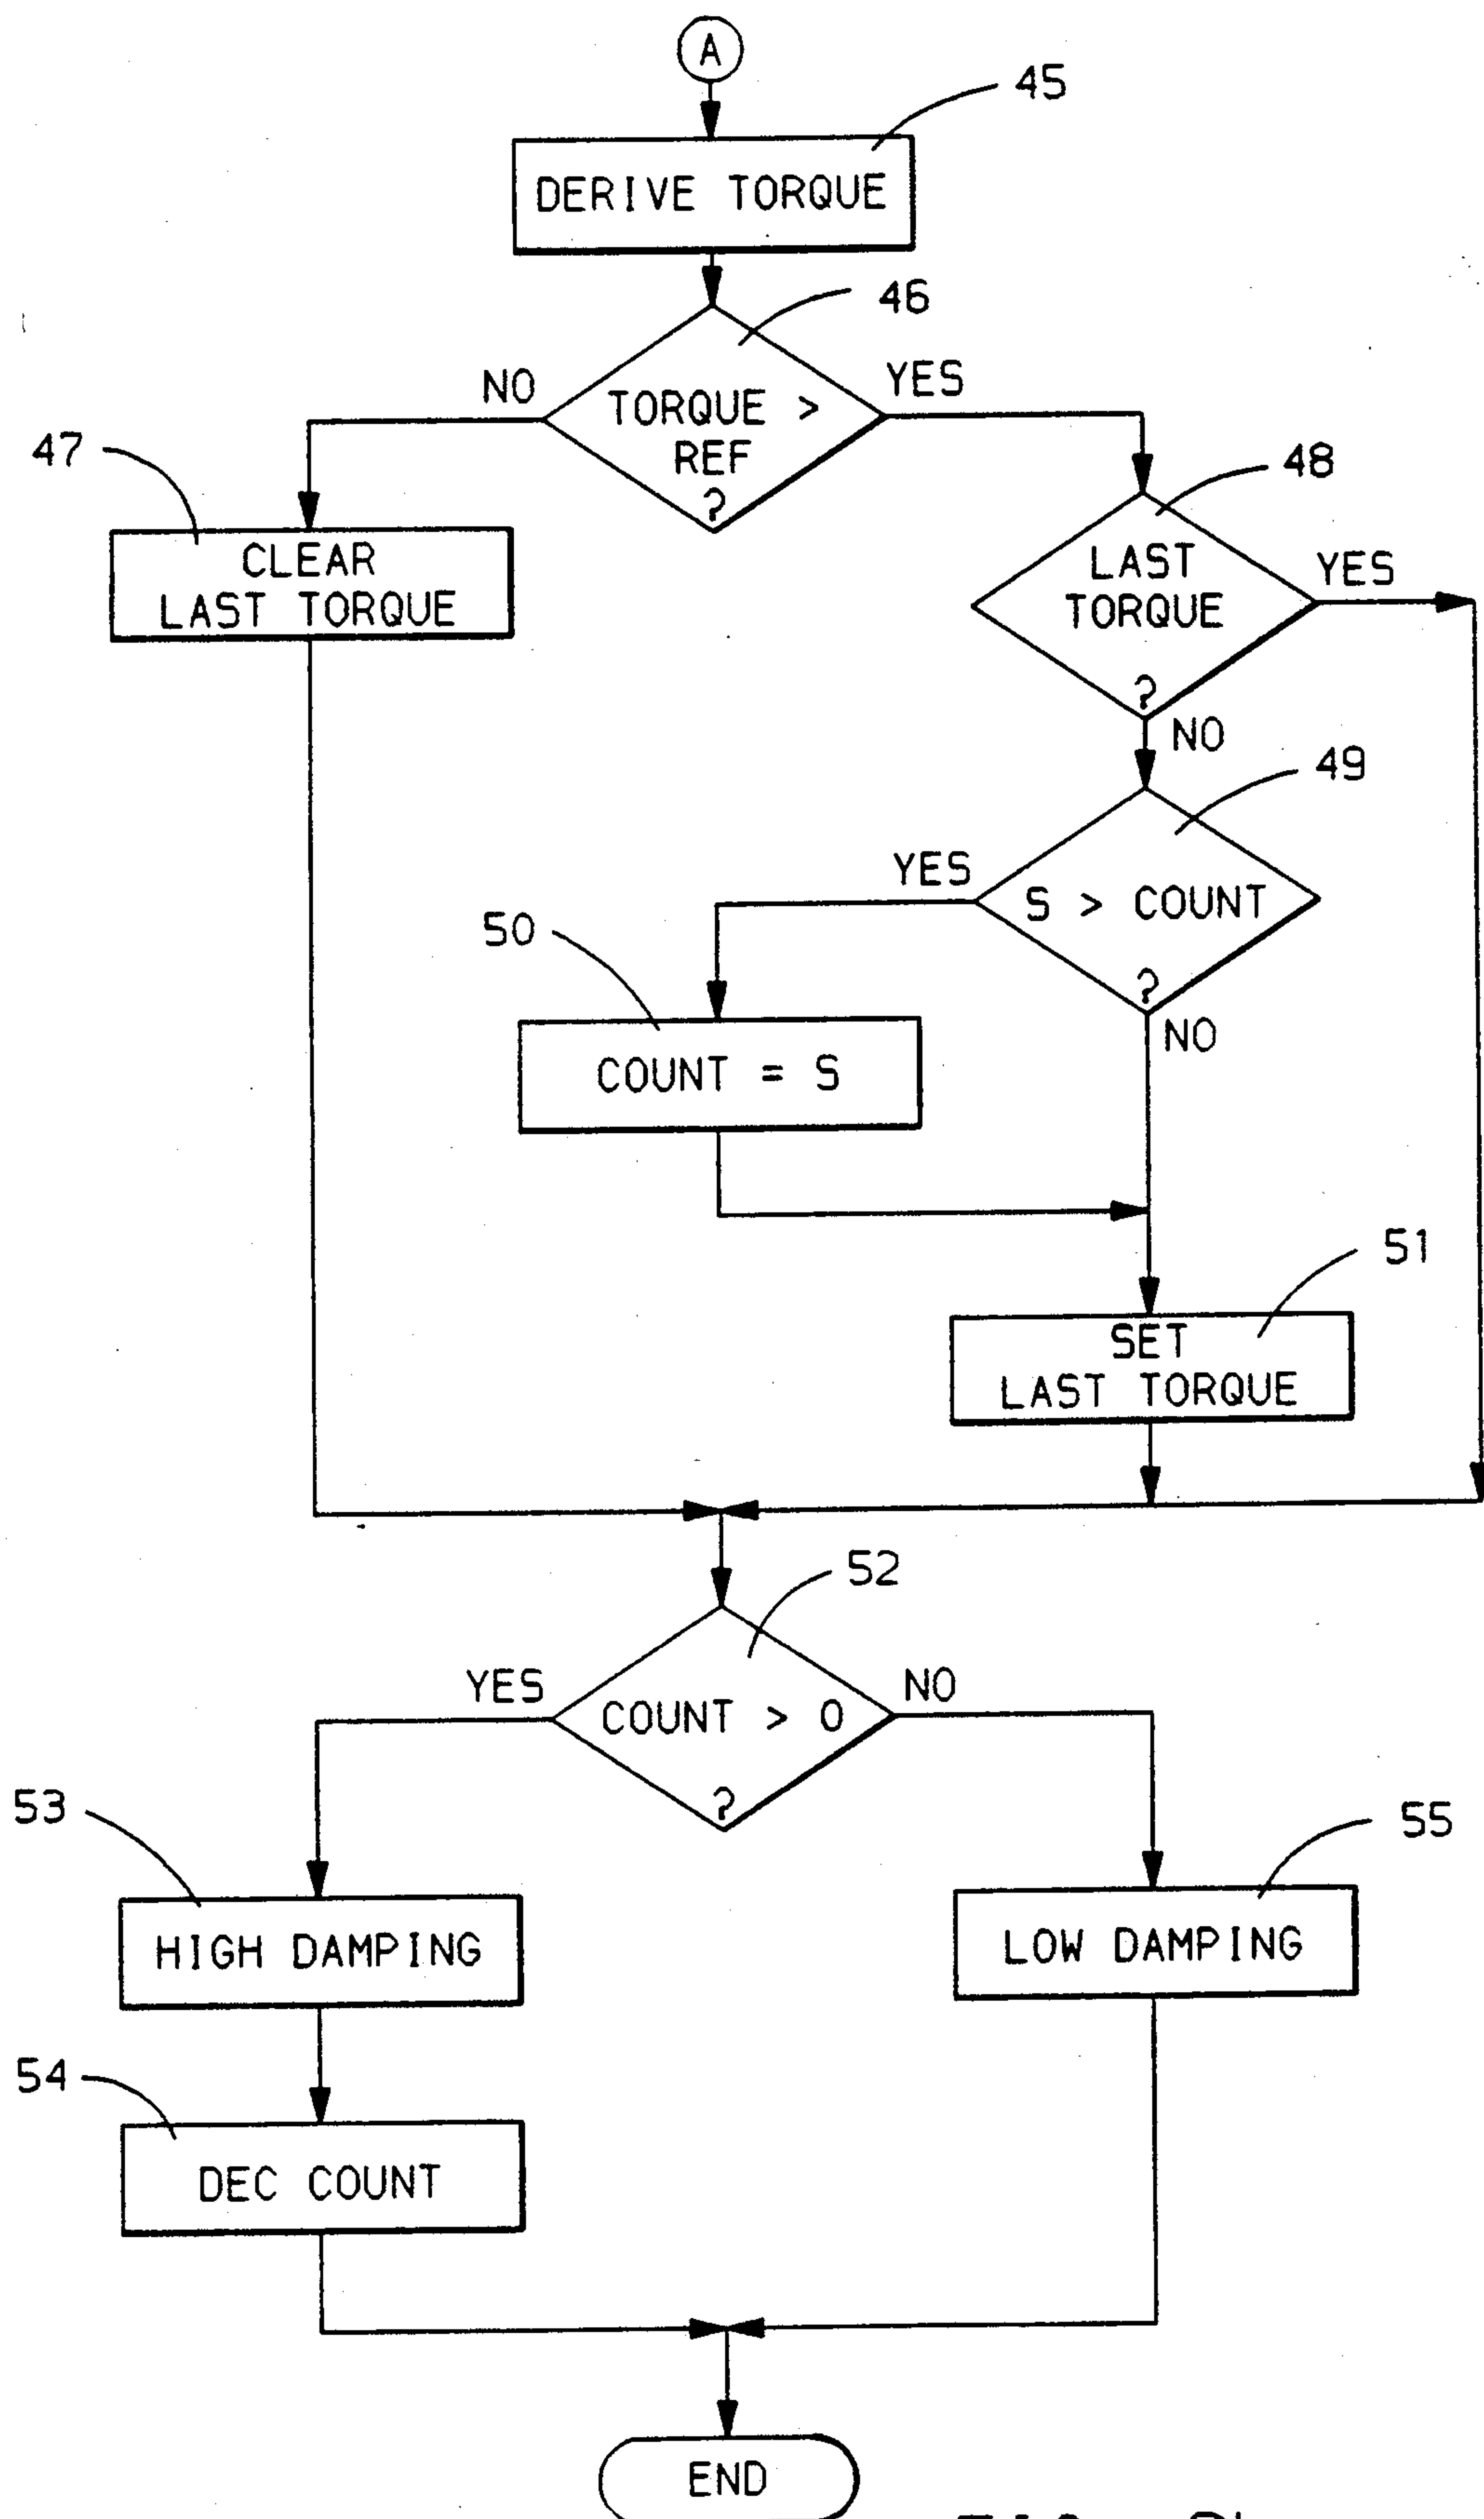 A
45
DERIVE TORQUE
46
NO
TORQUE >
REF
?
YES
47
CLEAR
LAST TORQUE
48
LAST
TORQUE
?
YES
NO
49
YES
S > COUNT
?
NO
50
COUNT = S
51
SET
LAST TORQUE
52
YES
COUNT > 0
?
NO
53
HIGH DAMPING
55
LOW DAMPING
54
DEC COUNT
END